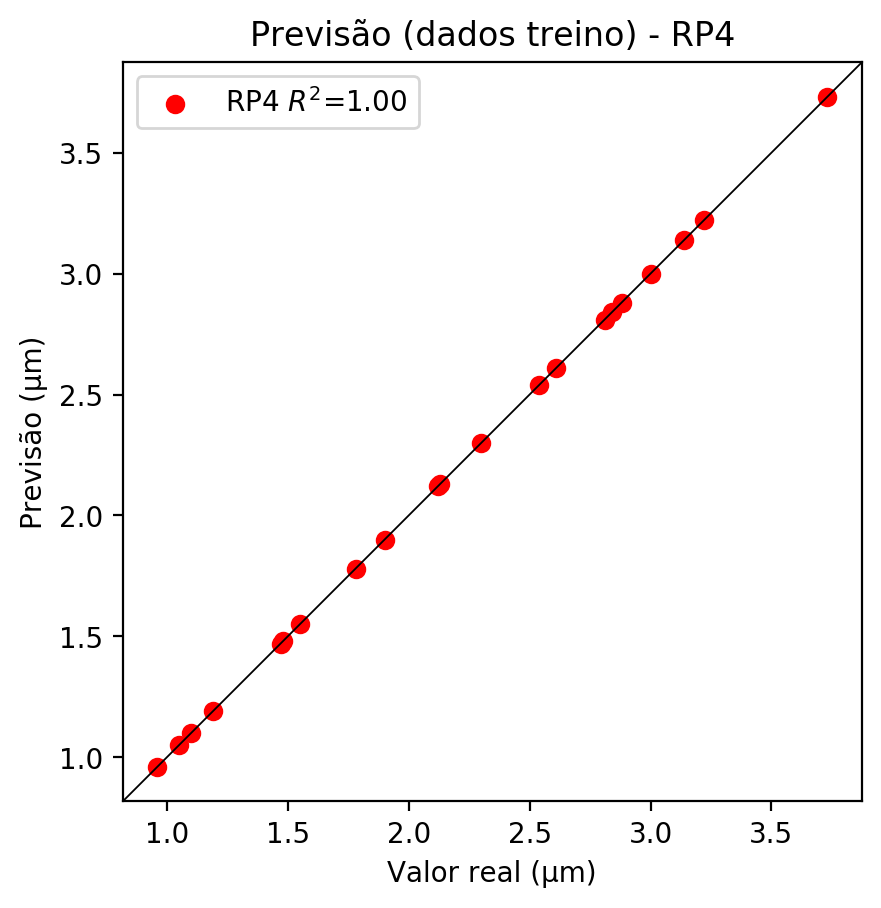 Previsão (dados treino) - RP4
RP4 R²=1.00
Previsão (µm)
3.5
3.0
2.5
2.0
1.5
1.0
1.0 1.5 2.0 2.5 3.0 3.5
Valor real (µm)